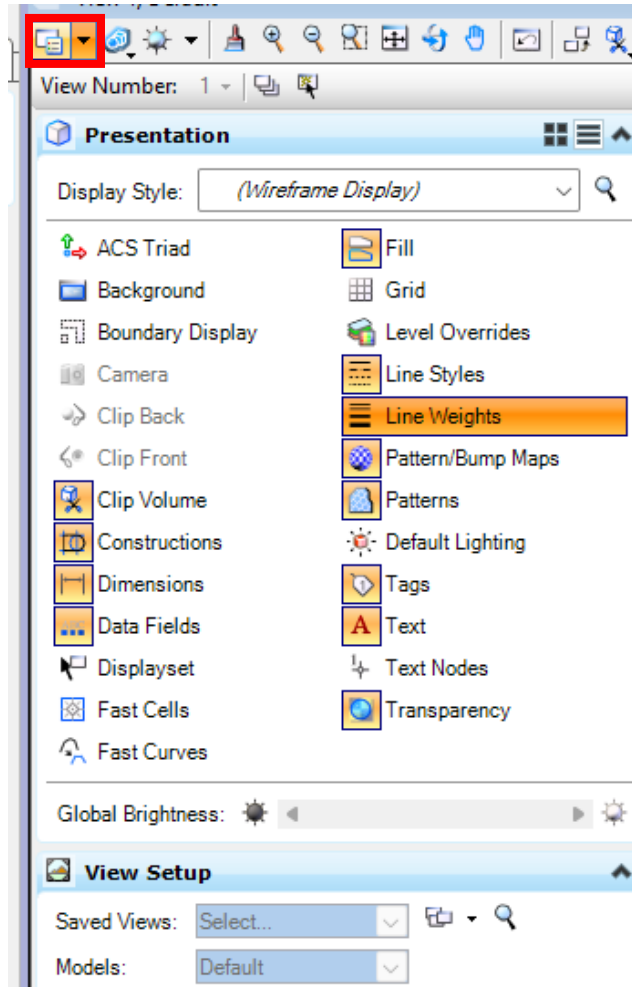 View Number: 1
Presentation
Display Style: (Wireframe Display)
ACS Triad
Fill
Background
Grid
Boundary Display
Level Overrides
Camera
Line Styles
Clip Back
Line Weights
Clip Front
Pattern/Bump Maps
Clip Volume
Patterns
Constructions
Default Lighting
Dimensions
Tags
Data Fields
A Text
Displayset
Text Nodes
Fast Cells
Transparency
Fast Curves
Global Brightness:
View Setup
Saved Views: Select...
Models: Default